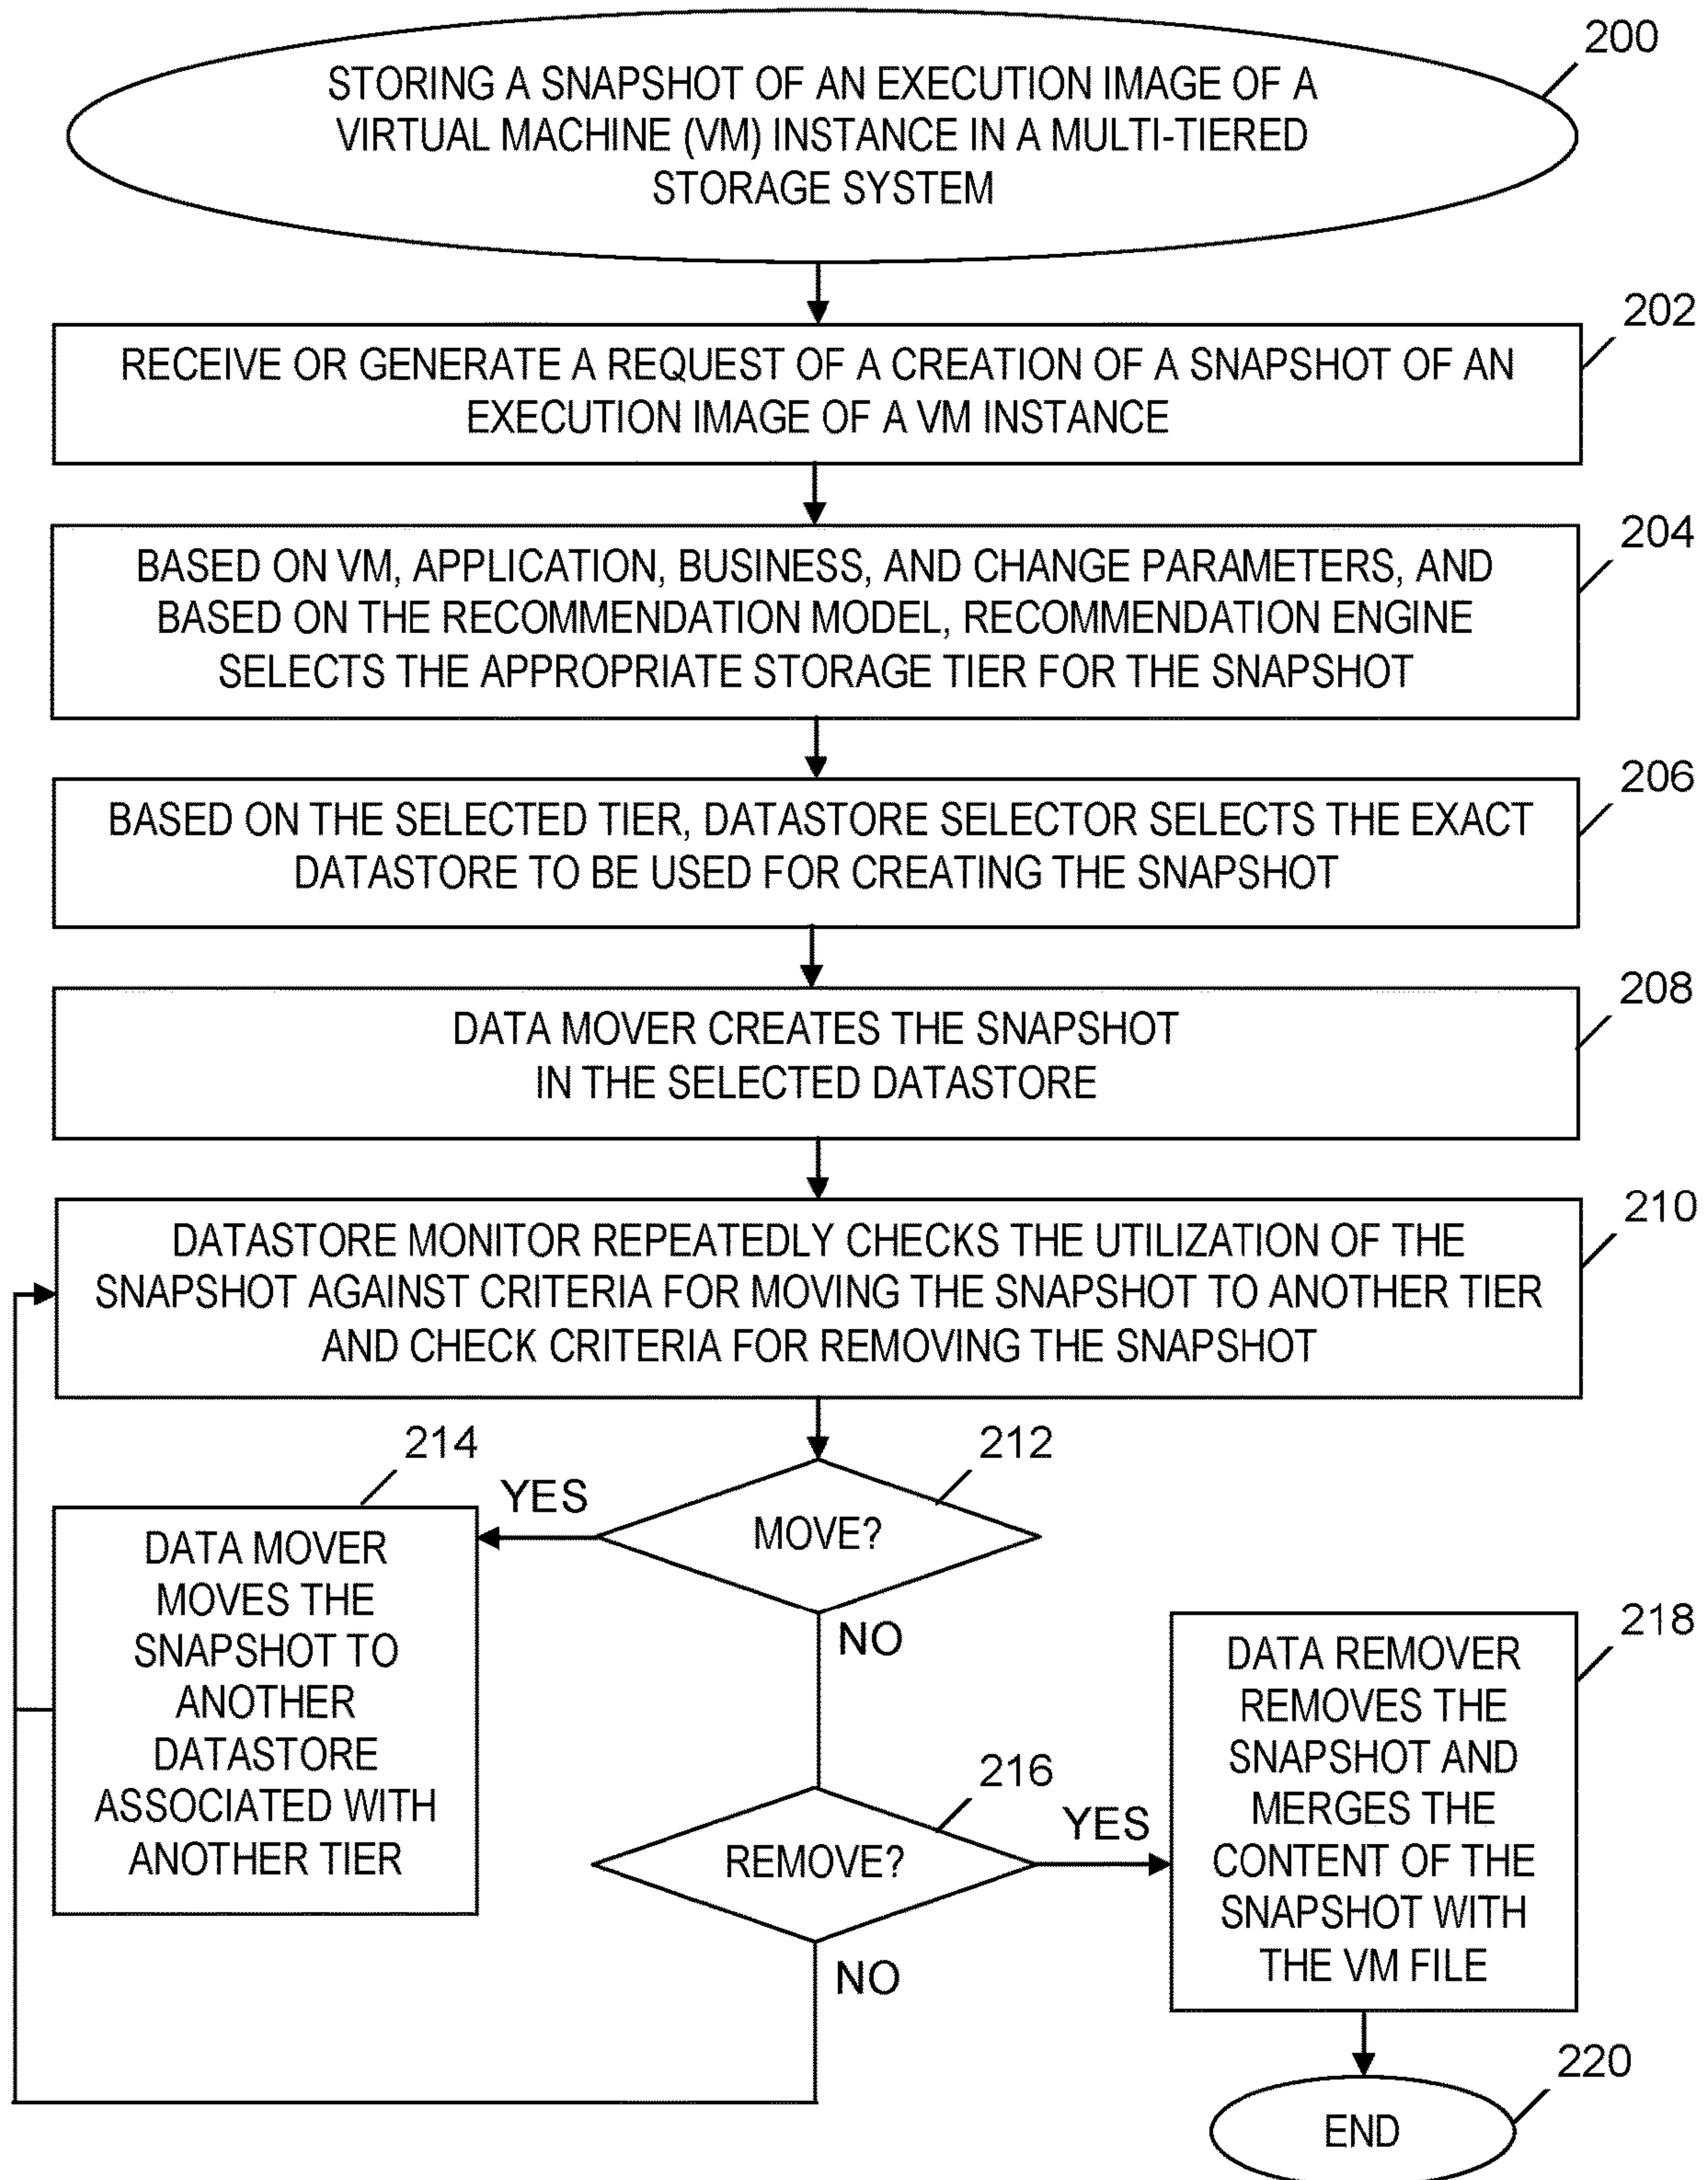 200
STORING A SNAPSHOT OF AN EXECUTION IMAGE OF A
VIRTUAL MACHINE (VM) INSTANCE IN A MULTI-TIERED
STORAGE SYSTEM
202
RECEIVE OR GENERATE A REQUEST OF A CREATION OF A SNAPSHOT OF AN
EXECUTION IMAGE OF A VM INSTANCE
204
BASED ON VM, APPLICATION, BUSINESS, AND CHANGE PARAMETERS, AND
BASED ON THE RECOMMENDATION MODEL, RECOMMENDATION ENGINE
SELECTS THE APPROPRIATE STORAGE TIER FOR THE SNAPSHOT
206
BASED ON THE SELECTED TIER, DATASTORE SELECTOR SELECTS THE EXACT
DATASTORE TO BE USED FOR CREATING THE SNAPSHOT
208
DATA MOVER CREATES THE SNAPSHOT
IN THE SELECTED DATASTORE
210
DATASTORE MONITOR REPEATEDLY CHECKS THE UTILIZATION OF THE
SNAPSHOT AGAINST CRITERIA FOR MOVING THE SNAPSHOT TO ANOTHER TIER
AND CHECK CRITERIA FOR REMOVING THE SNAPSHOT
212
MOVE?
YES
214
DATA MOVER
MOVES THE
SNAPSHOT TO
ANOTHER
DATASTORE
ASSOCIATED WITH
ANOTHER TIER
NO
216
REMOVE?
YES
218
DATA REMOVER
REMOVES THE
SNAPSHOT AND
MERGES THE
CONTENT OF THE
SNAPSHOT WITH
THE VM FILE
NO
220
END